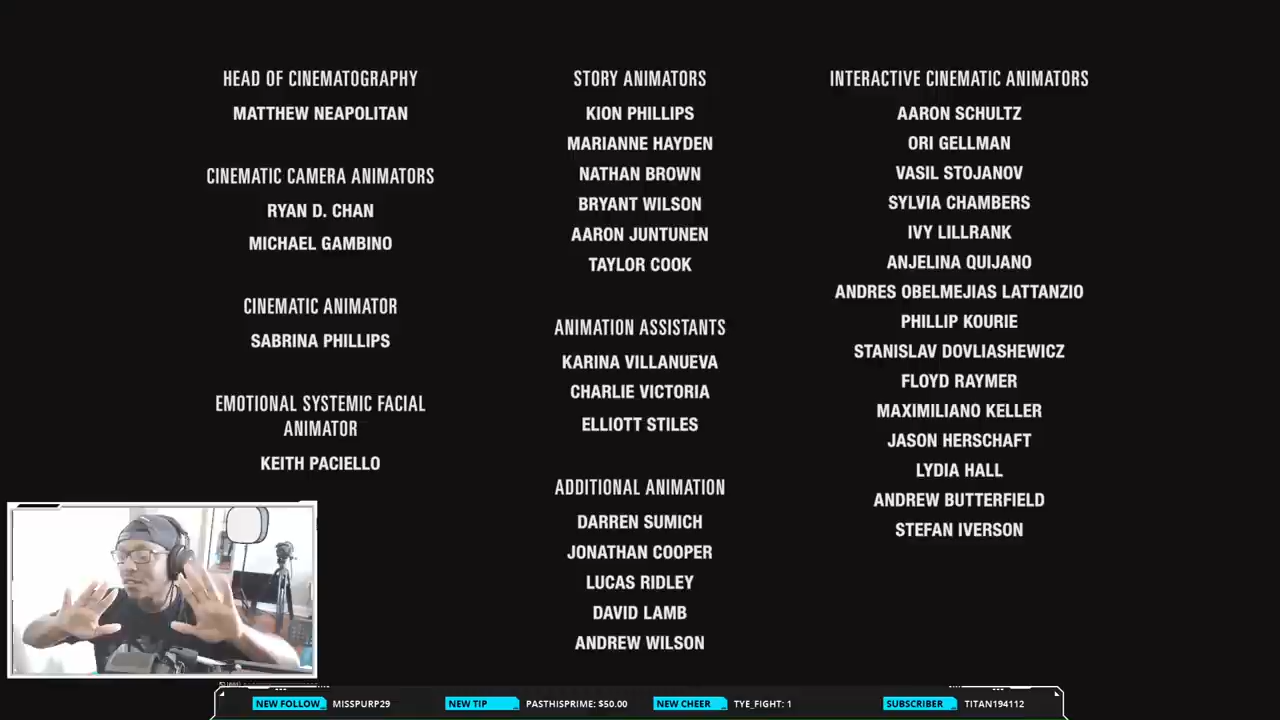 HEAD OF CINEMATOGRAPHY
MATTHEW NEAPOLITAN
CINEMATIC CAMERA ANIMATORS
RYAN D. CHAN
MICHAEL GAMBINO
CINEMATIC ANIMATOR
SABRINA PHILLIPS
EMOTIONAL SYSTEMIC FACIAL
ANIMATOR
KEITH PACIELLO
STORY ANIMATORS
KION PHILLIPS
MARIANNE HAYDEN
NATHAN BROWN
BRYANT WILSON
AARON JUNTUNEN
TAYLOR COOK
ANIMATION ASSISTANTS
KARINA VILLANUEVA
CHARLIE VICTORIA
ELLIOTT STILES
ADDITIONAL ANIMATION
DARREN SUMICH
JONATHAN COOPER
LUCAS RIDLEY
DAVID LAMB
ANDREW WILSON
INTERACTIVE CINEMATIC ANIMATORS
AARON SCHULTZ
ORI GELLMAN
VASIL STOJANOV
SYLVIA CHAMBERS
IVY LILLRANK
ANJELINA QUIJANO
ANDRES OBELMEJIAS LATTANZIO
PHILLIP KOURIE
STANISLAV DOVLIASHEWICZ
FLOYD RAYMER
MAXIMILIANO KELLER
JASON HERSCHAFT
LYDIA HALL
ANDREW BUTTERFIELD
STEFAN IVERSON
NEW FOLLOW MISSPURP29 NEW TIP PASTHISPRIME: $50.00 NEW CHEER TYE_FIGHT: 1 SUBSCRIBER TITAN194112